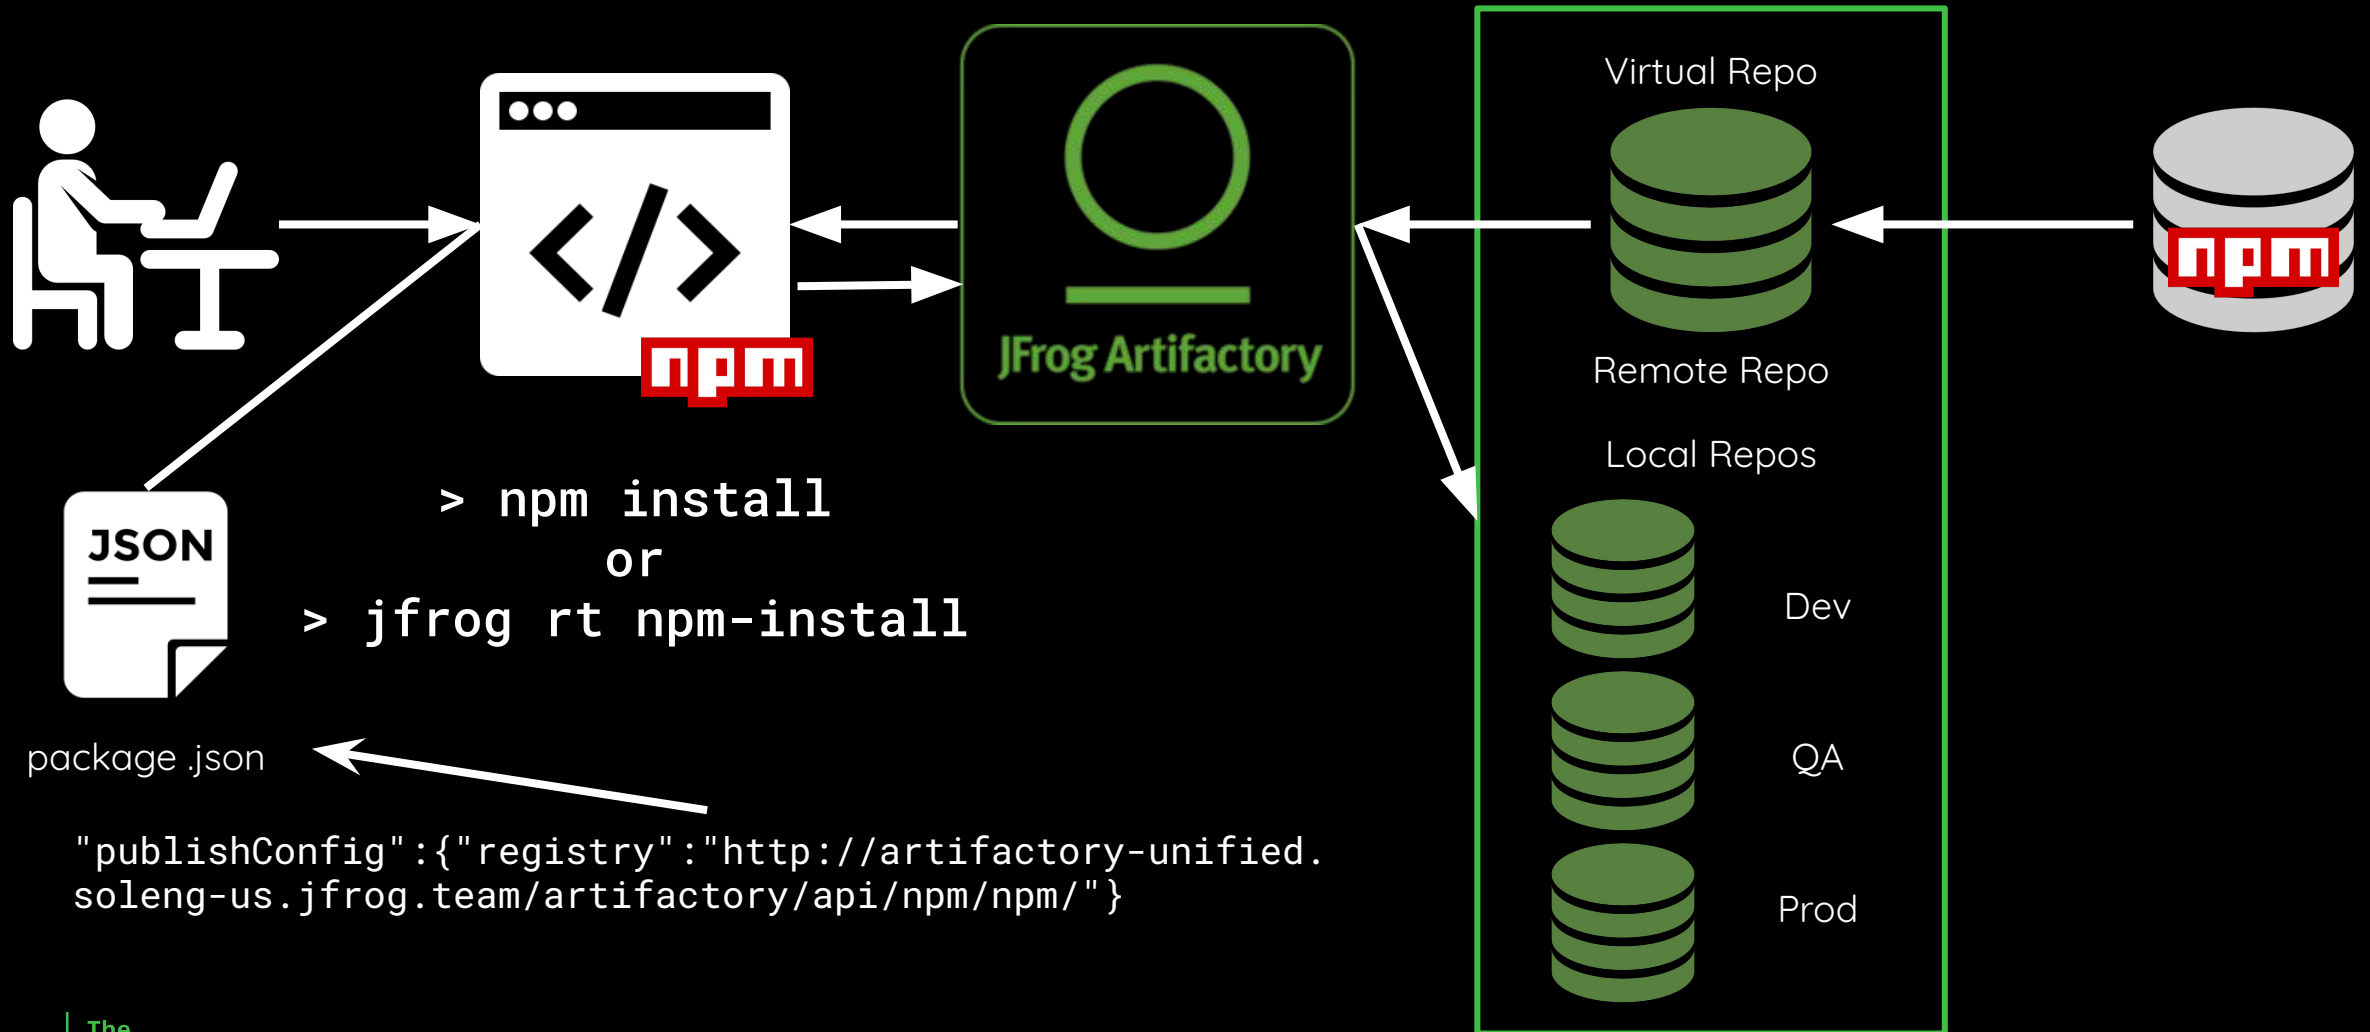 Virtual Repo
npm
npm
JFrog Artifactory
Remote Repo
Local Repos
> npm install
or
> jfrog rt npm-install
JSON
Dev
QA
Prod
package .json
"publishConfig":{"registry":"http://artifactory-unified.
soleng-us.jfrog.team/artifactory/api/npm/npm/"}
The